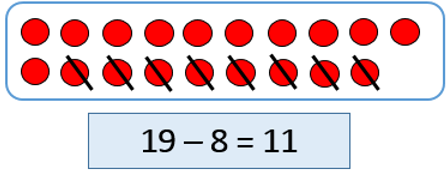 19 – 8 = 11